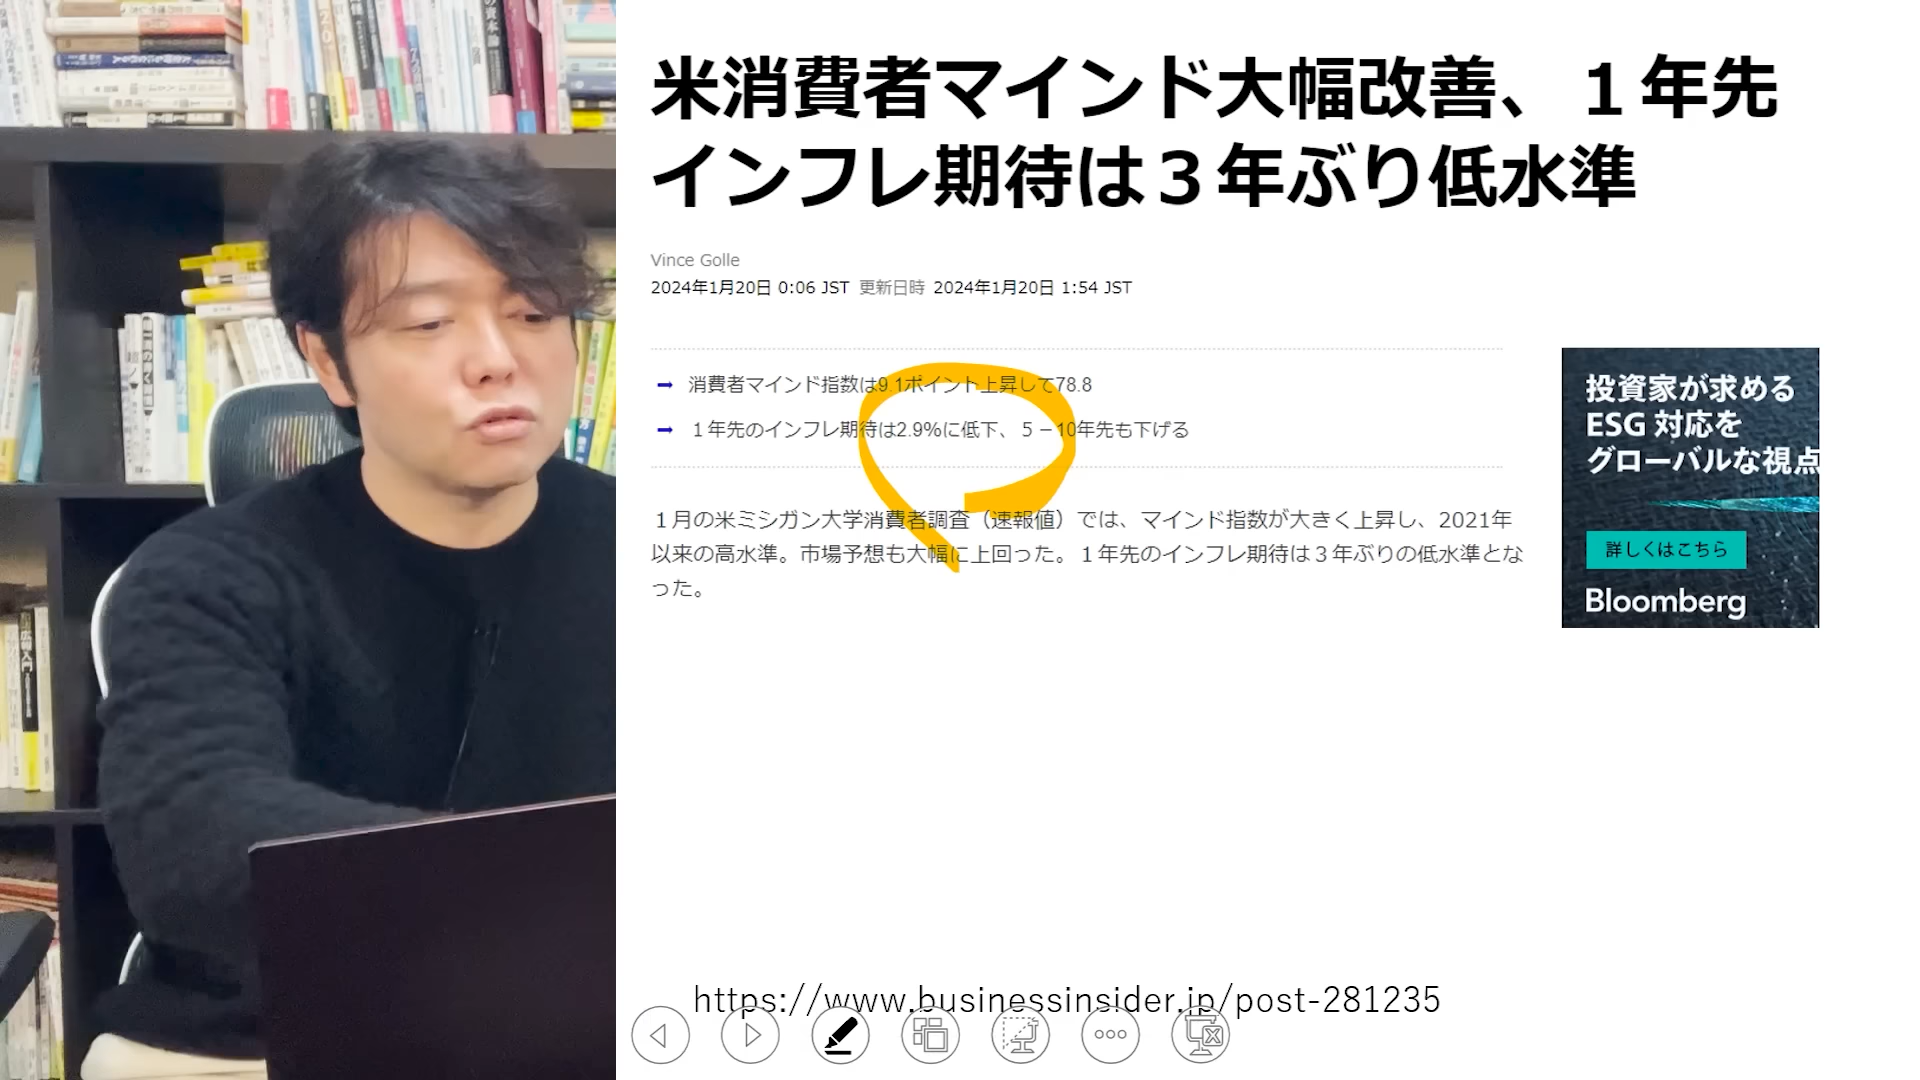 米消費者マインド大幅改善、１年先
インフレ期待は３年ぶり低水準
Vince Golle
2024年1月20日 0:06 JST 更新日時 2024年1月20日 1:54 JST
消費者マインド指数は9.1ポイント上昇して78.8
１年先のインフレ期待は2.9%に低下、５－10年先も下げる
１月の米ミシガン大学消費者調査（速報値）では、マインド指数が大きく上昇し、2021年
以来の高水準。市場予想も大幅に上回った。１年先のインフレ期待は３年ぶりの低水準とな
った。
投資家が求める
ESG 対応を
グローバルな視点
詳しくはこちら
Bloomberg
https://www.businessinsider.jp/post-281235